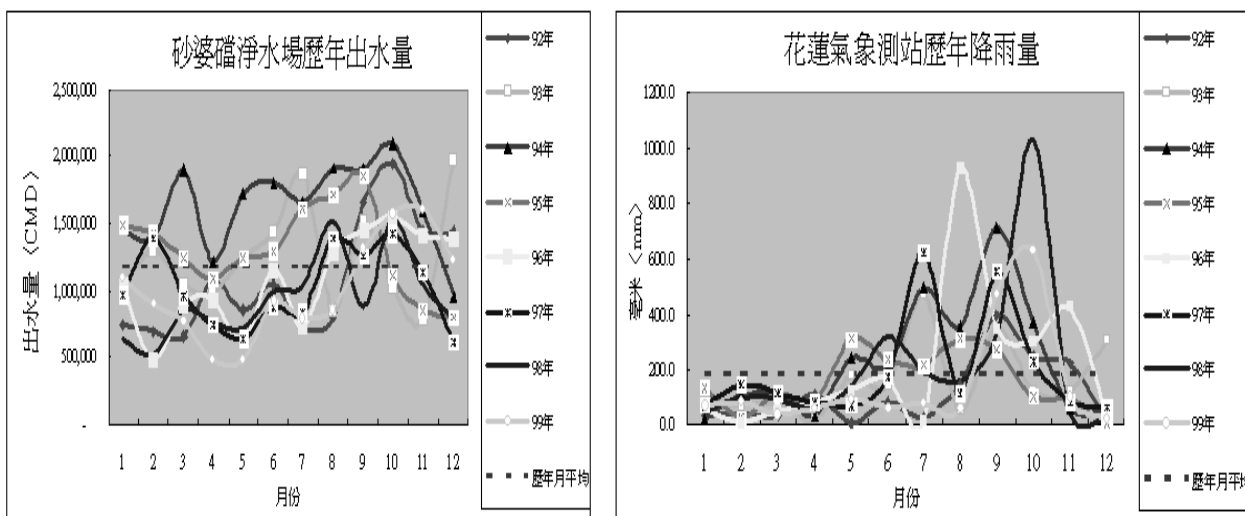 砂婆礑淨水場歷年出水量
出水量 (CMD)
2,500,000
2,000,000
1,500,000
1,000,000
500,000
-
1 2 3 4 5 6 7 8 9 10 11 12
月份
92年
93年
94年
95年
96年
97年
98年
99年
歷年月平均
花蓮氣象測站歷年降雨量
毫米 (mm)
1200.0
1000.0
800.0
600.0
400.0
200.0
0.0
1 2 3 4 5 6 7 8 9 10 11 12
月份
92年
93年
94年
95年
96年
97年
98年
99年
歷年月平均